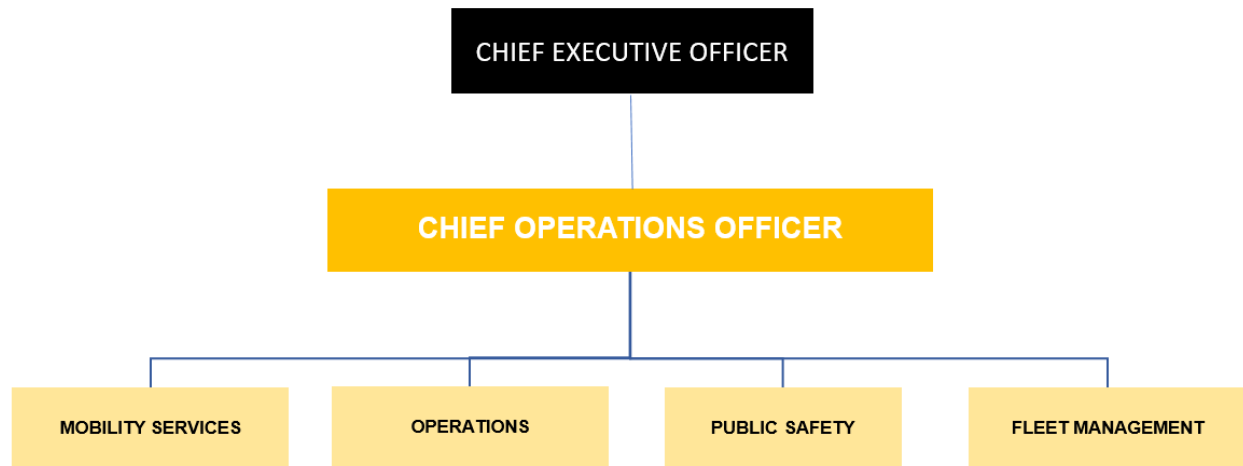 CHIEF EXECUTIVE OFFICER
CHIEF OPERATIONS OFFICER
MOBILITY SERVICES
OPERATIONS
PUBLIC SAFETY
FLEET MANAGEMENT